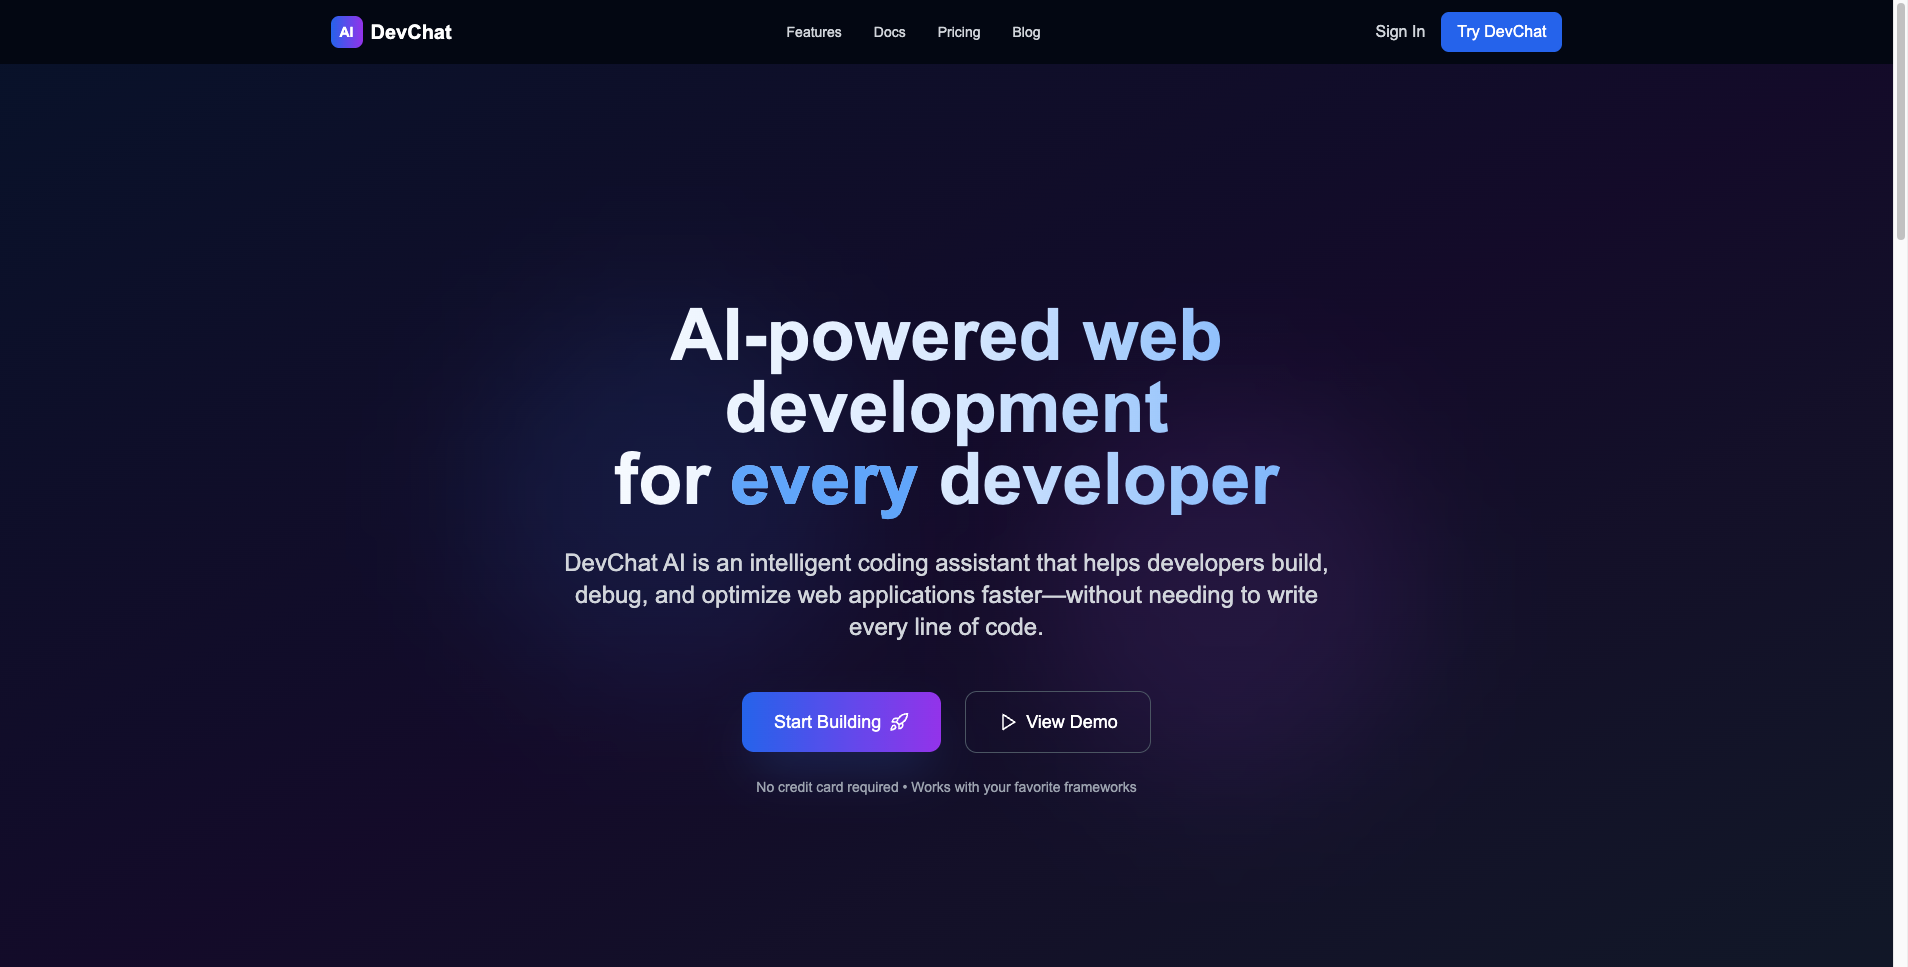 AI DevChat
Features Docs Pricing Blog
Sign In Try DevChat
AI-powered web
development
for every developer
DevChat AI is an intelligent coding assistant that helps developers build,
debug, and optimize web applications faster—without needing to write
every line of code.
Start Building View Demo
No credit card required • Works with your favorite frameworks